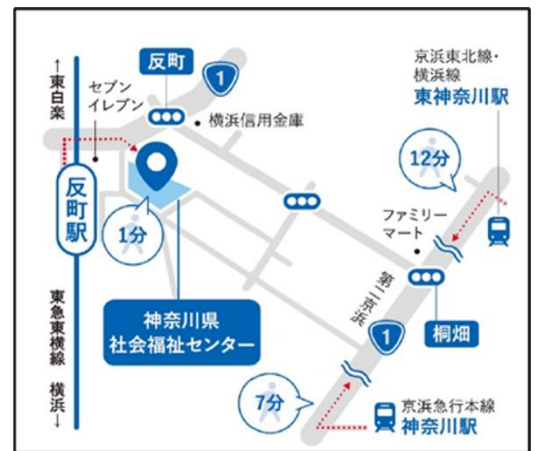 ↑東白楽
セブン
イレブン
反町
1
横浜信用金庫
京浜東北線・
横浜線
東神奈川駅
12分
反町駅
1分
ファミリー
マート
神奈川県
社会福祉センター
第二京浜
1
桐畑
東急東横線 横浜↓
7分
京浜急行本線
神奈川駅